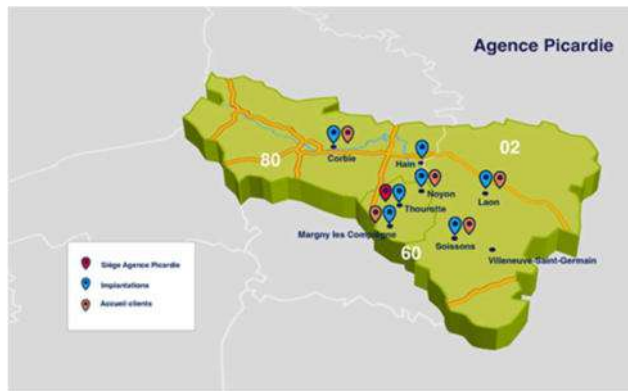 Agence Picardie
02
80
60
Corbie
Ham
Noyon
Laon
Thourotte
Margny les Compiègne
Soissons
Villeneuve-Saint-Germain
Siège Agence Picardie
Implantations
Accueil clients